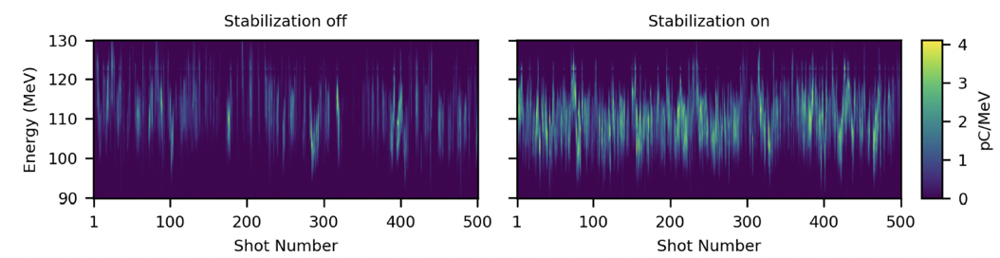 Stabilization off
Stabilization on
130
120
110
100
90
Energy (MeV)
1 100 200 300 400 500
Shot Number
1 100 200 300 400 500
Shot Number
4
3
2
1
0
pC/MeV